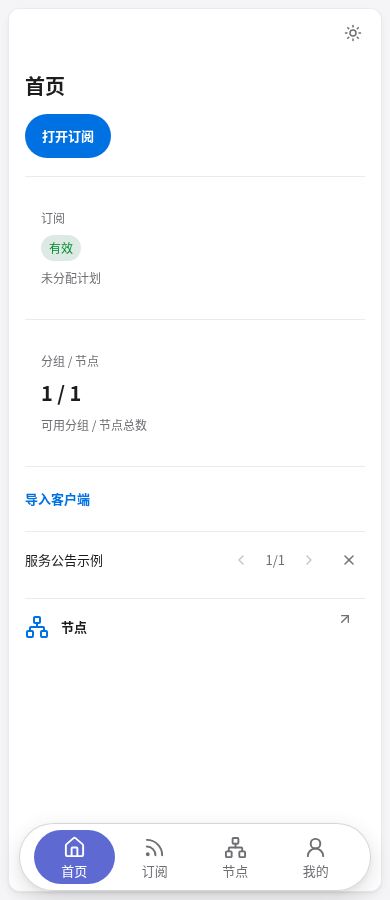 首页
打开订阅
订阅
有效
未分配计划
分组 / 节点
1 / 1
可用分组 / 节点总数
导入客户端
服务公告示例 1/1
节点
首页 订阅 节点 我的